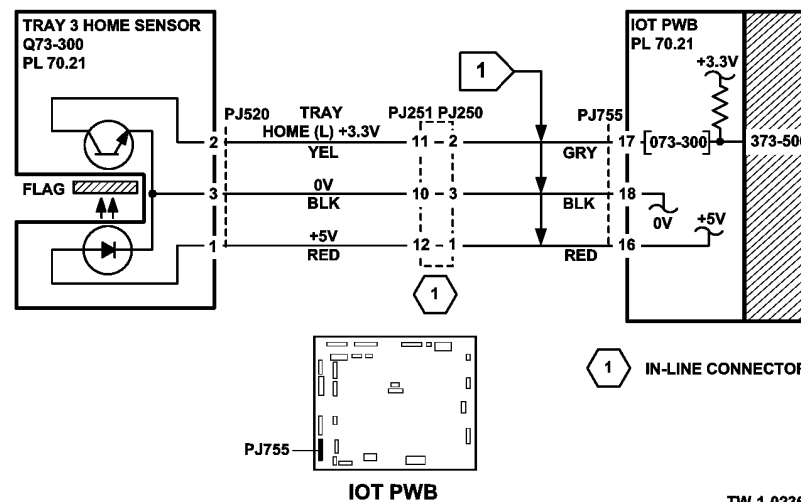 TRAY 3 HOME SENSOR
Q73-300
PL 70.21
IOT PWB
PL 70.21
+3.3V
1
PJ520
TRAY
HOME (L) +3.3V
YEL
PJ251 PJ250
PJ755
2
11 2
GRY
17
[073-300]
373-500
FLAG
3
0V
BLK
10 3
BLK
18
0V
+5V
1
+5V
RED
12 1
RED
16
1
1 IN-LINE CONNECTOR
PJ755
IOT PWB